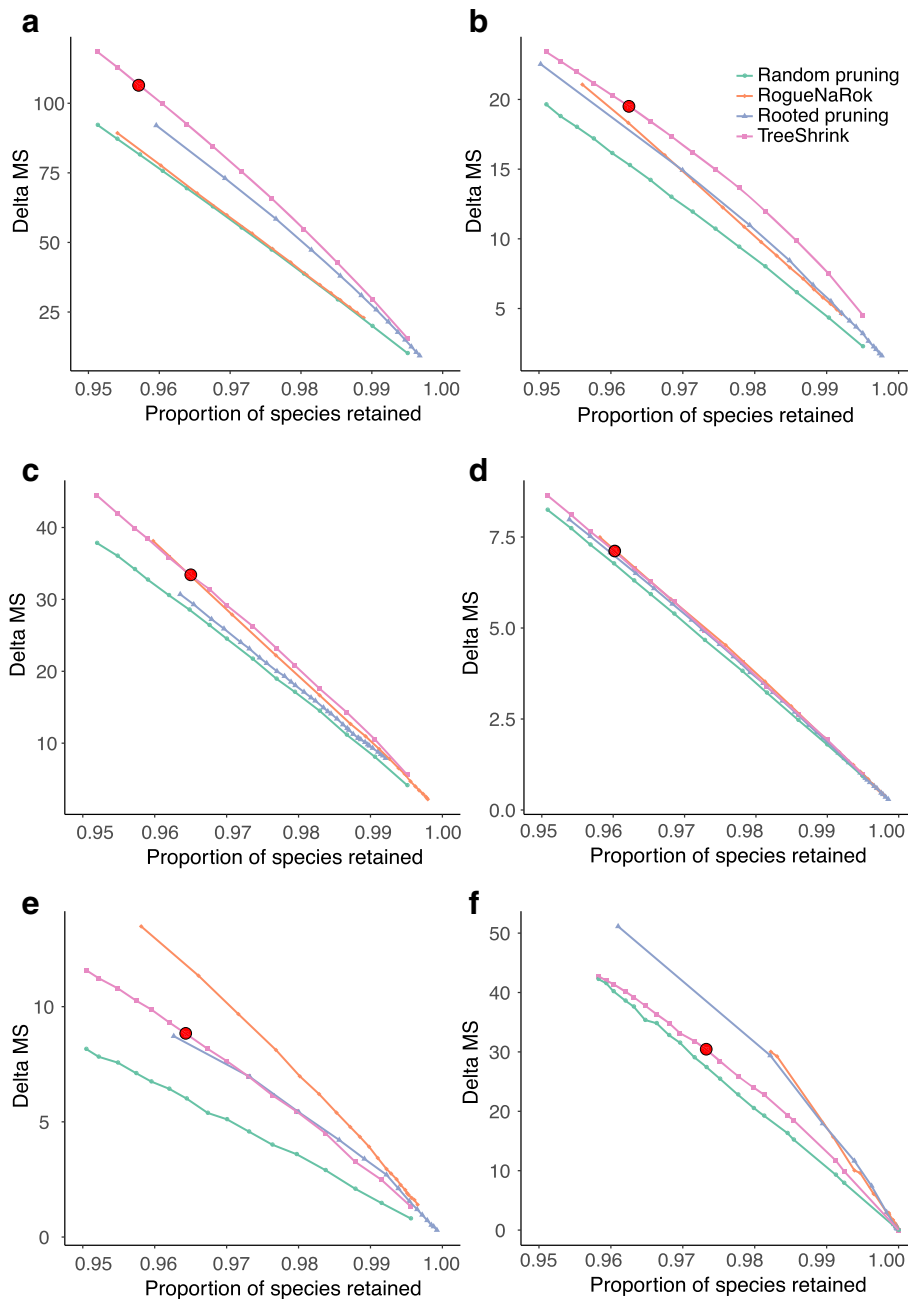 a
Delta MS
100
75
50
25
0.95 0.96 0.97 0.98 0.99 1.00
Proportion of species retained
b
Delta MS
20
15
10
5
0.95 0.96 0.97 0.98 0.99 1.00
Proportion of species retained
Random pruning
RogueNaRok
Rooted pruning
TreeShrink
c
Delta MS
40
30
20
10
0.95 0.96 0.97 0.98 0.99 1.00
Proportion of species retained
d
Delta MS
7.5
5.0
2.5
0.0
0.95 0.96 0.97 0.98 0.99 1.00
Proportion of species retained
e
Delta MS
10
5
0
0.95 0.96 0.97 0.98 0.99 1.00
Proportion of species retained
f
Delta MS
50
40
30
20
10
0
0.95 0.96 0.97 0.98 0.99 1.00
Proportion of species retained